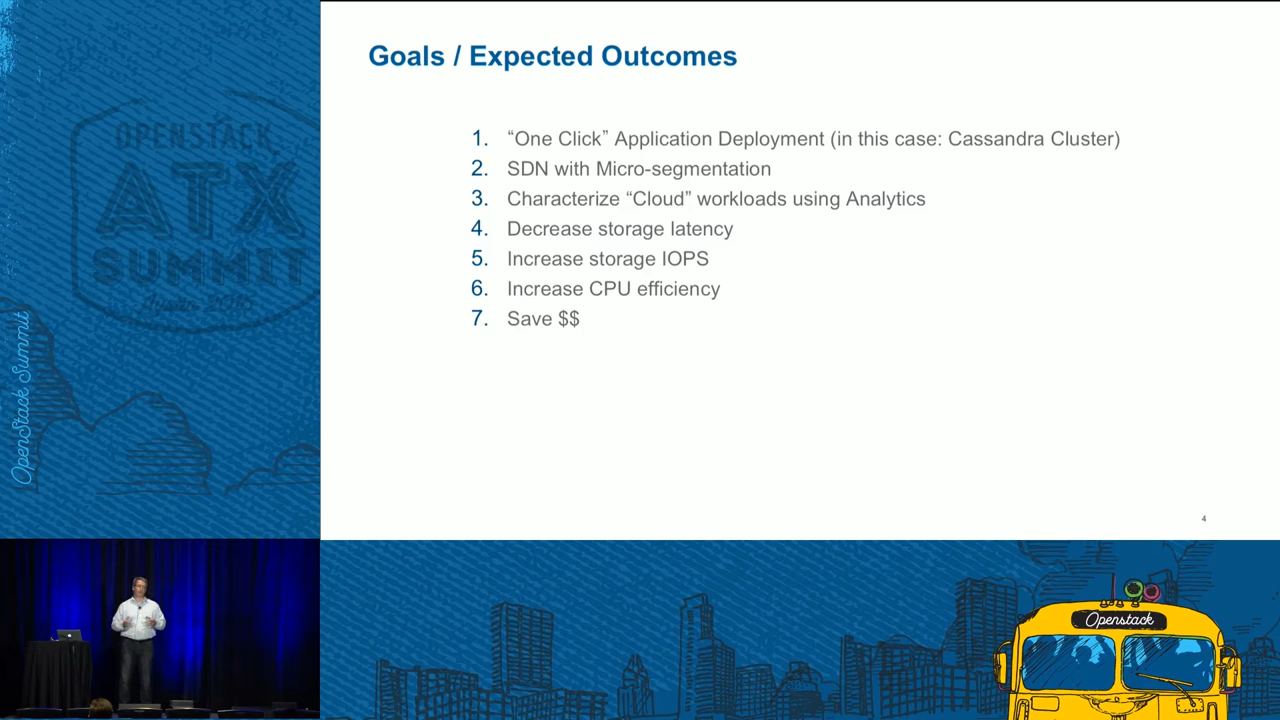 Goals / Expected Outcomes
1. “One Click” Application Deployment (in this case: Cassandra Cluster)
2. SDN with Micro-segmentation
3. Characterize “Cloud” workloads using Analytics
4. Decrease storage latency
5. Increase storage IOPS
6. Increase CPU efficiency
7. Save $$
4
OPENSTACK
ATX
SUMMIT
Austin 2016
OpenStack Summit
Openstack